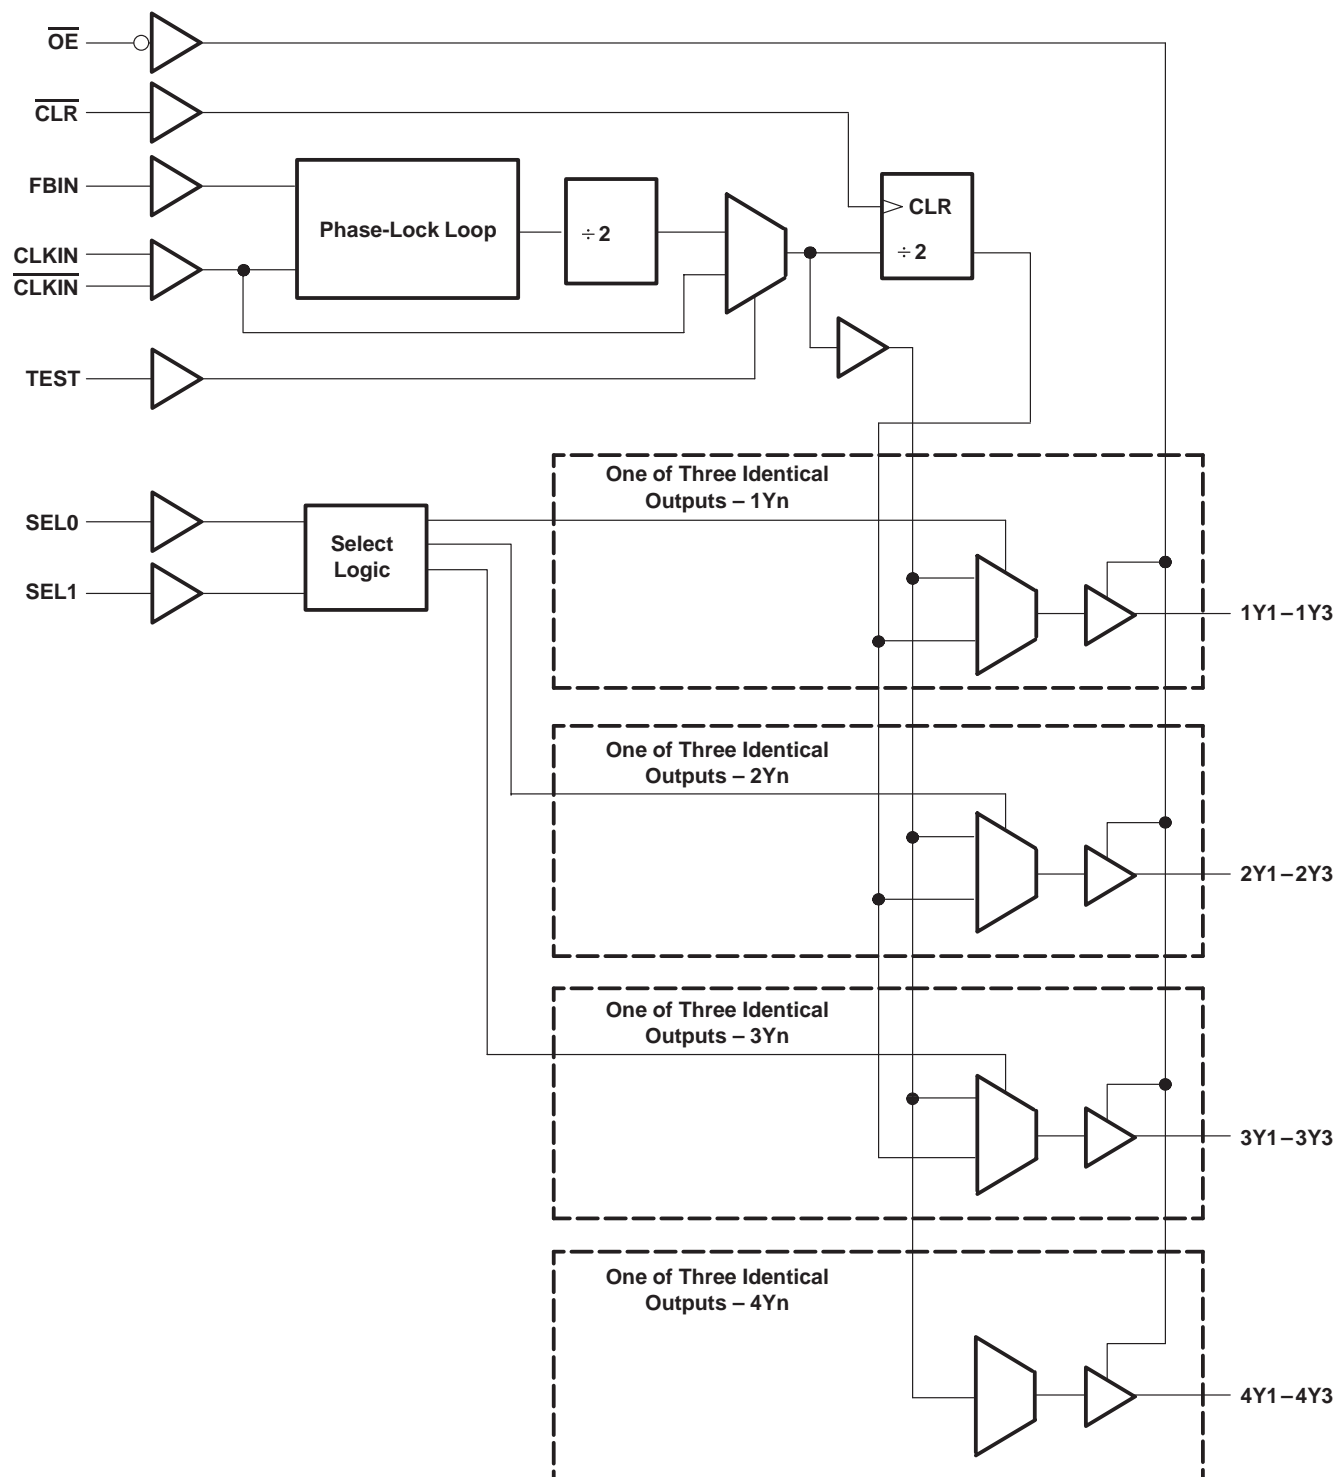 OE
CLR
FBIN
CLKIN
CLKIN
TEST
Phase-Lock Loop
÷ 2
CLR
÷ 2
SEL0
SEL1
Select
Logic
One of Three Identical
Outputs – 1Yn
1Y1–1Y3
One of Three Identical
Outputs – 2Yn
2Y1–2Y3
One of Three Identical
Outputs – 3Yn
3Y1–3Y3
One of Three Identical
Outputs – 4Yn
4Y1–4Y3